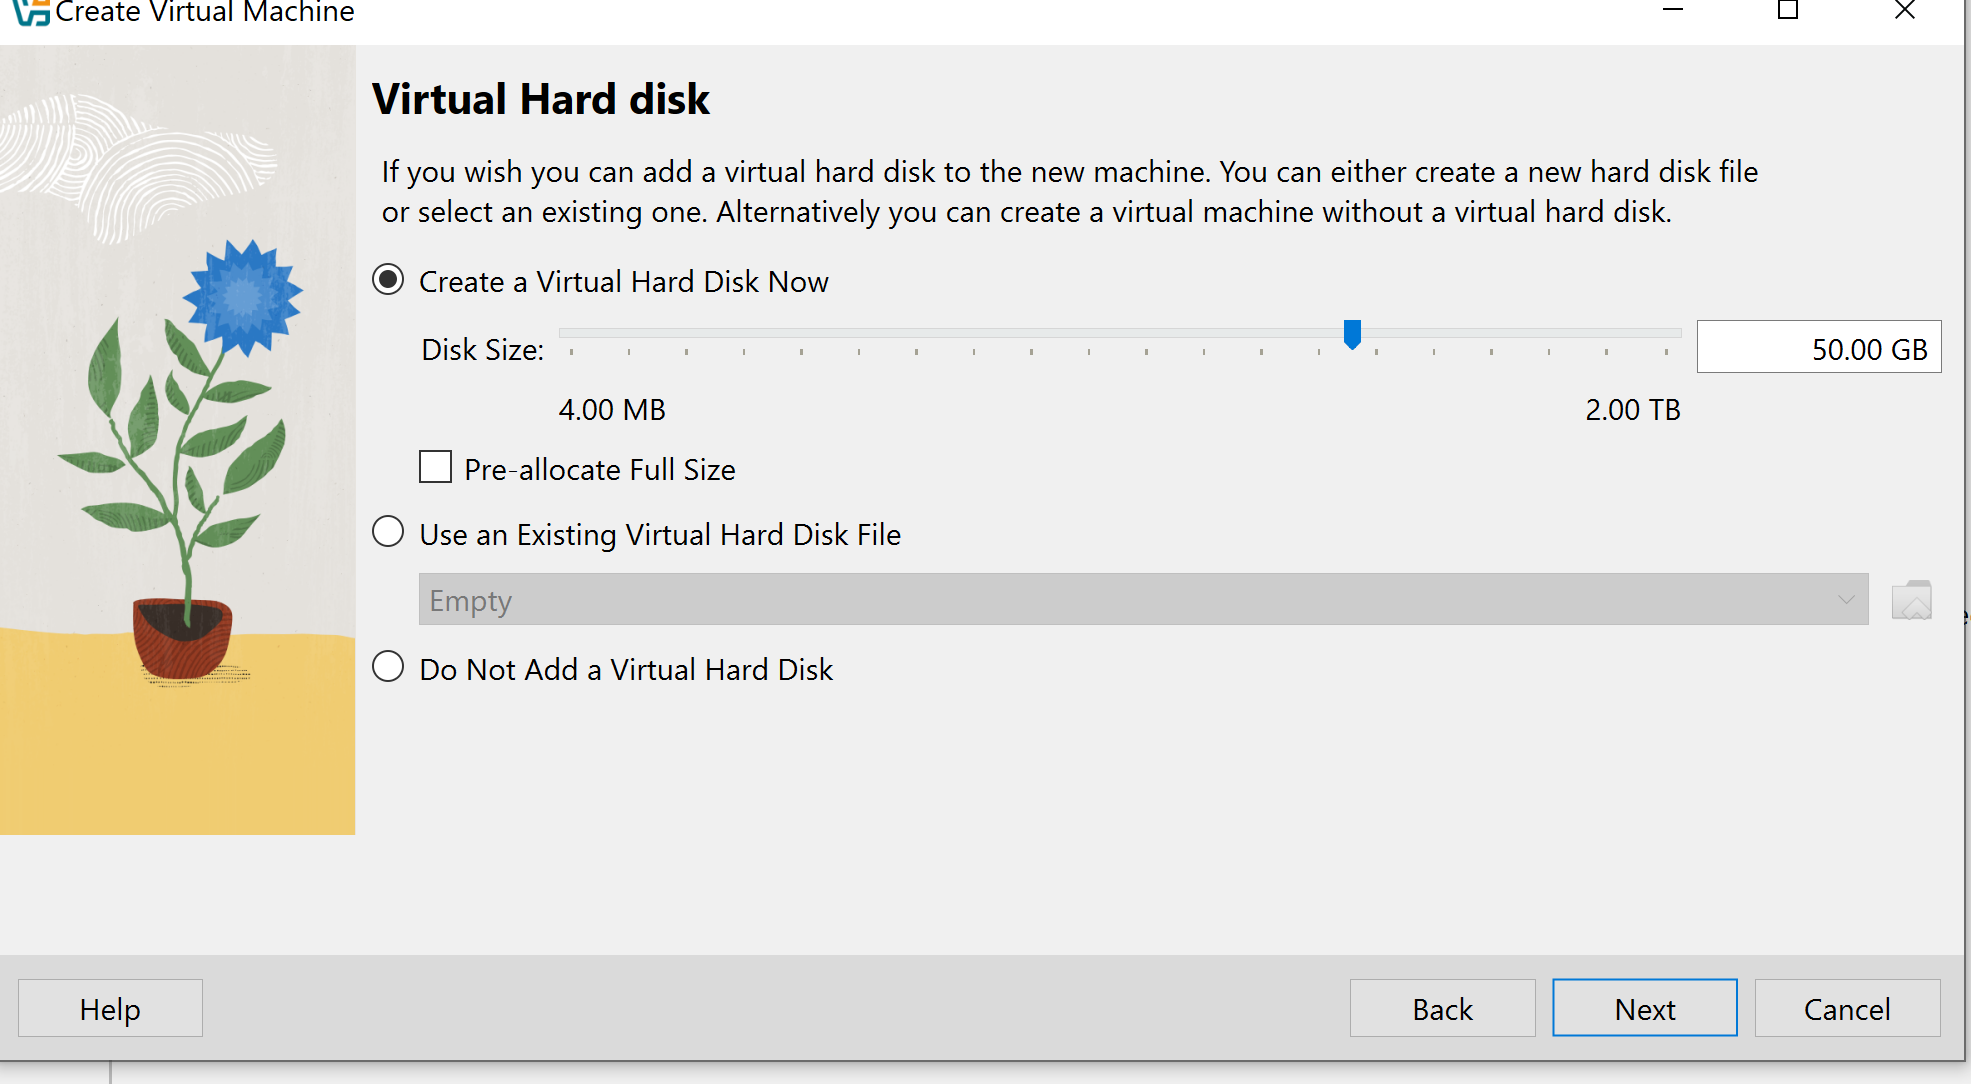 Create Virtual Machine
Virtual Hard disk
If you wish you can add a virtual hard disk to the new machine. You can either create a new hard disk file
or select an existing one. Alternatively you can create a virtual machine without a virtual hard disk.
Create a Virtual Hard Disk Now
Disk Size:
50.00 GB
4.00 MB
2.00 TB
Pre-allocate Full Size
Use an Existing Virtual Hard Disk File
Empty
Do Not Add a Virtual Hard Disk
Help
Back
Next
Cancel